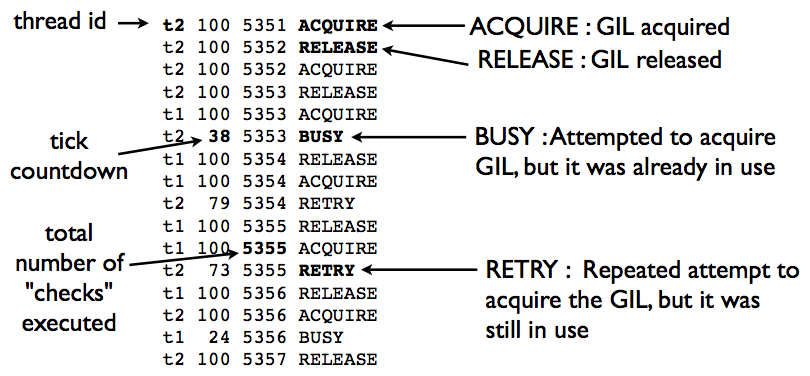 thread id
t2 100 5351 ACQUIRE
t2 100 5352 RELEASE
t2 100 5352 ACQUIRE
t2 100 5353 RELEASE
t1 100 5353 ACQUIRE
t2 38 5353 BUSY
t1 100 5354 RELEASE
t1 100 5354 ACQUIRE
t2 79 5354 RETRY
t1 100 5355 RELEASE
t1 100 5355 ACQUIRE
t2 73 5355 RETRY
t1 100 5356 RELEASE
t2 100 5356 ACQUIRE
t1 24 5356 BUSY
t2 100 5357 RELEASE
tick
countdown
total
number of
"checks"
executed
ACQUIRE : GIL acquired
RELEASE : GIL released
BUSY : Attempted to acquire
GIL, but it was already in use
RETRY : Repeated attempt to
acquire the GIL, but it was
still in use